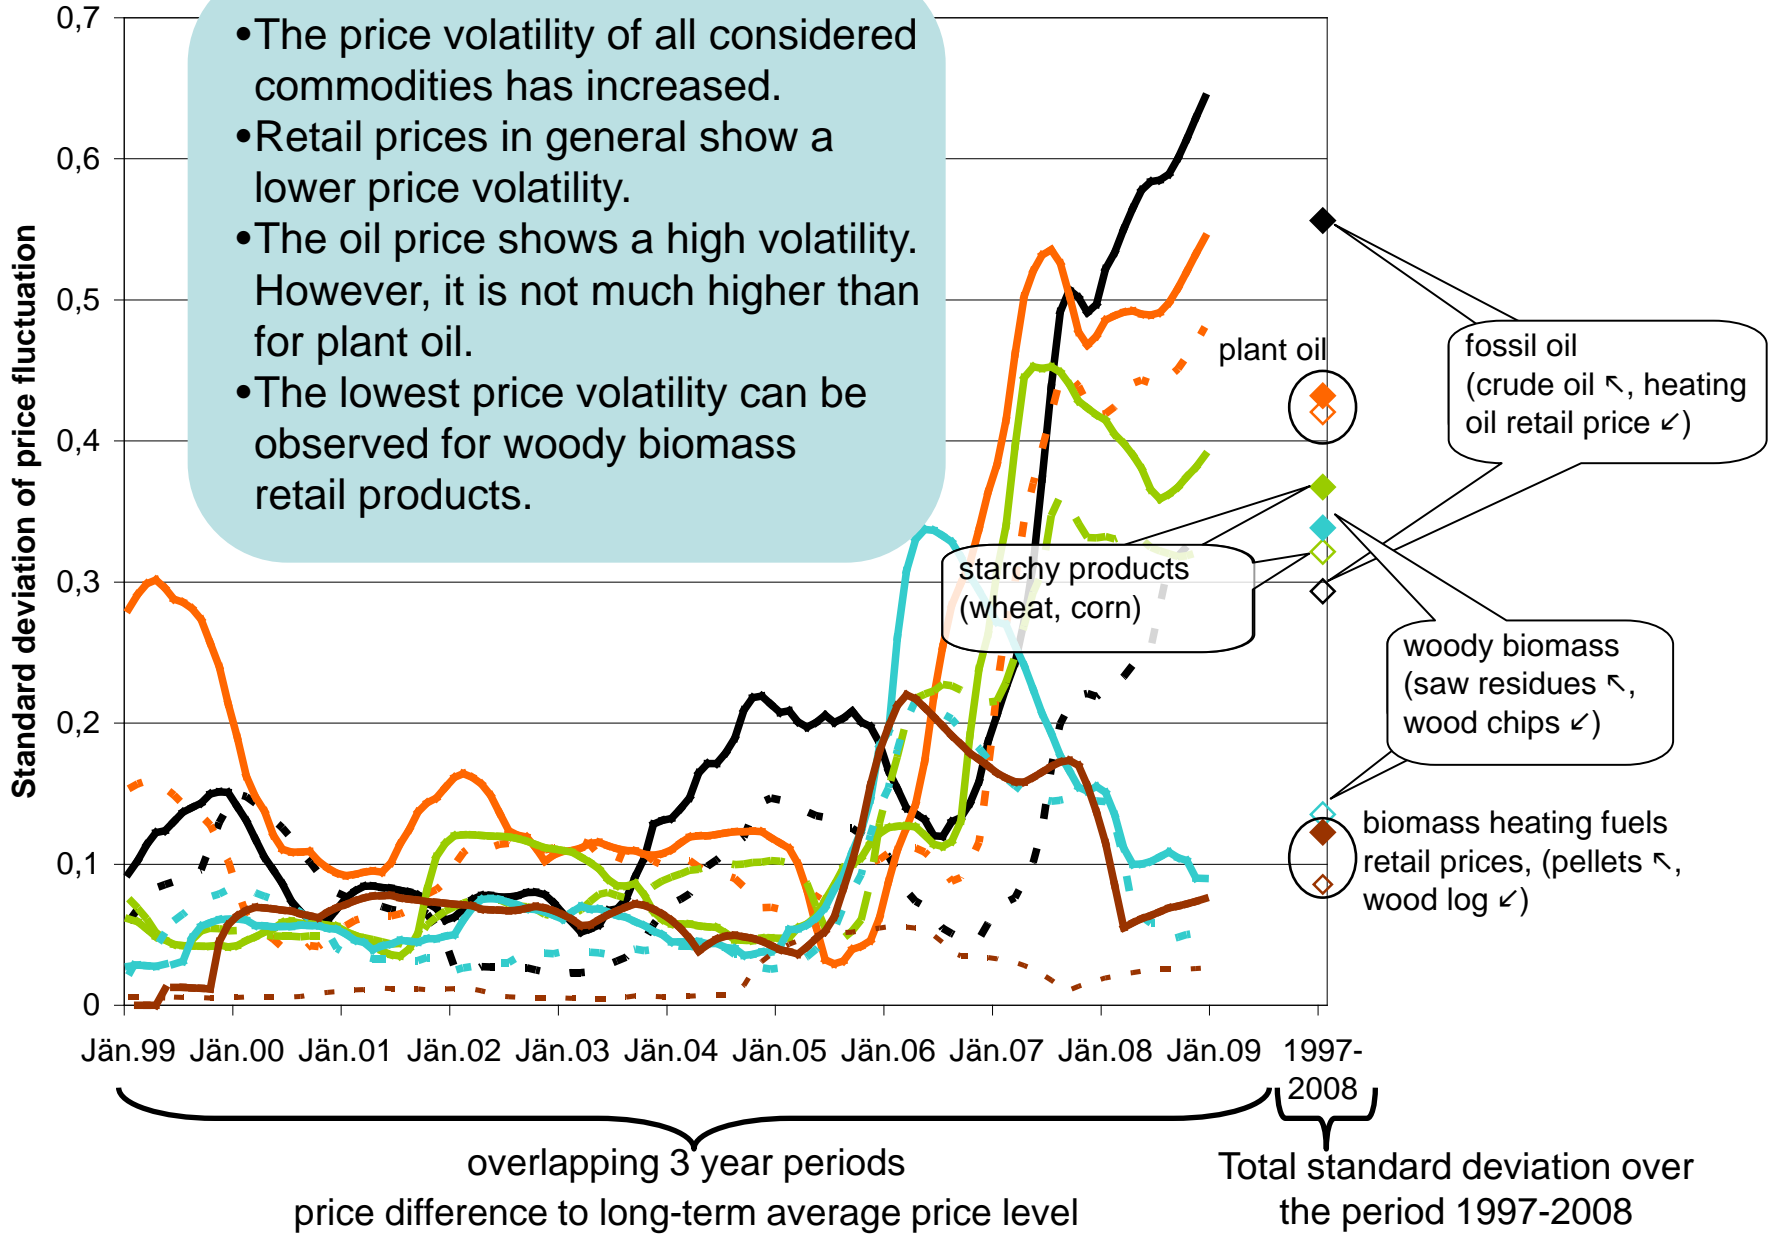 •The price volatility of all considered
commodities has increased.
•Retail prices in general show a
lower price volatility.
•The oil price shows a high volatility.
However, it is not much higher than
for plant oil.
•The lowest price volatility can be
observed for woody biomass
retail products.
Standard deviation of price fluctuation
0,7
0,6
0,5
0,4
0,3
0,2
0,1
0
plant oil
fossil oil
(crude oil ↖, heating
oil retail price ↙)
starchy products
(wheat, corn)
woody biomass
(saw residues ↖,
wood chips ↙)
biomass heating fuels
retail prices, (pellets ↖,
wood log ↙)
Jän.99 Jän.00 Jän.01 Jän.02 Jän.03 Jän.04 Jän.05 Jän.06 Jän.07 Jän.08 Jän.09 1997-
2008
overlapping 3 year periods
price difference to long-term average price level
Total standard deviation over
the period 1997-2008